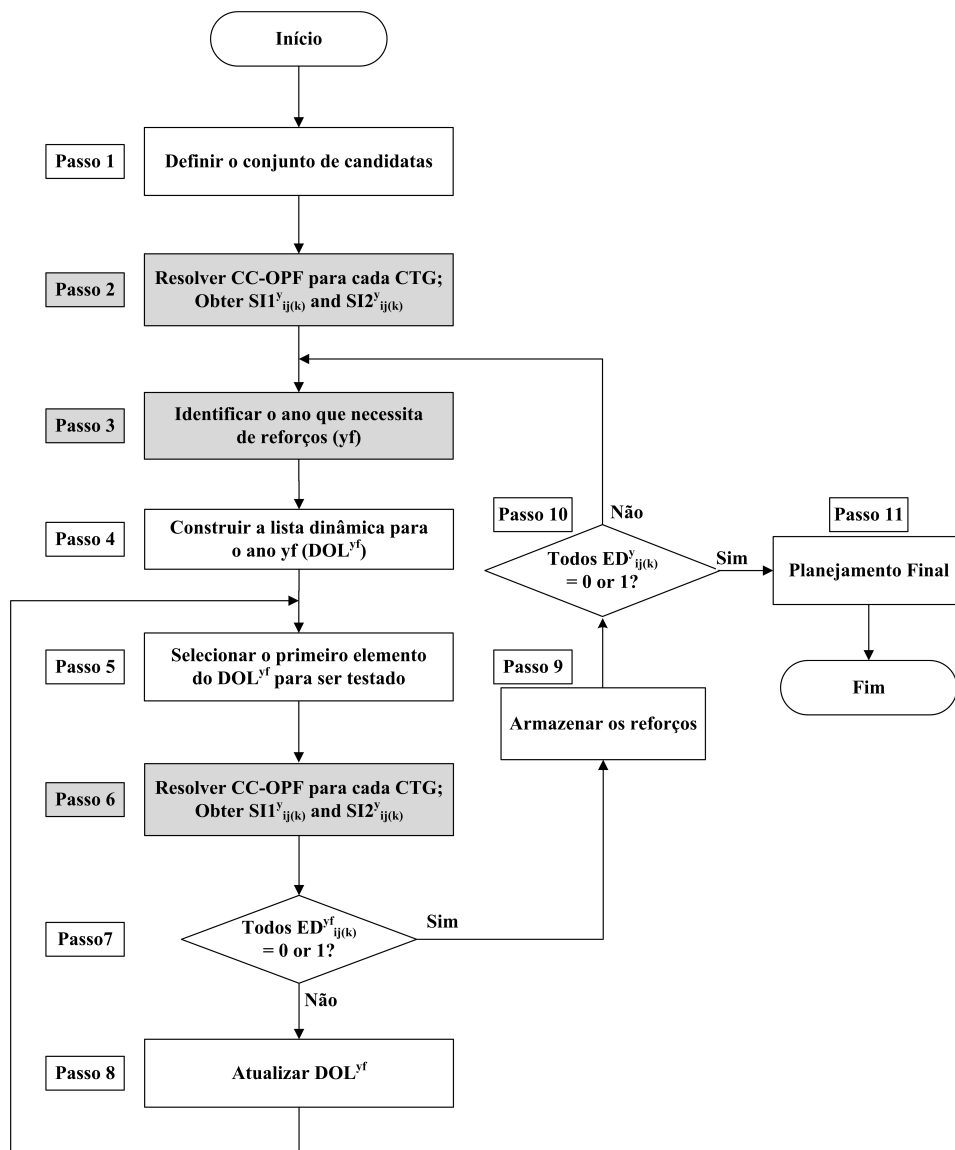 Início
Passo 1
Definir o conjunto de candidatas
Passo 2
Resolver CC-OPF para cada CTG;
Obter SI1^y_ij(k) and SI2^y_ij(k)
Passo 3
Identificar o ano que necessita
de reforços (yf)
Passo 4
Construir a lista dinâmica para
o ano yf (DOL^yf)
Passo 5
Selecionar o primeiro elemento
do DOL^yf para ser testado
Passo 6
Resolver CC-OPF para cada CTG;
Obter SI1^y_ij(k) and SI2^y_ij(k)
Passo7
Todos ED^yf_ij(k)
= 0 or 1?
Sim
Não
Passo 8
Atualizar DOL^yf
Passo 9
Armazenar os reforços
Passo 10
Todos ED^y_ij(k)
= 0 or 1?
Não
Sim
Passo 11
Planejamento Final
Fim